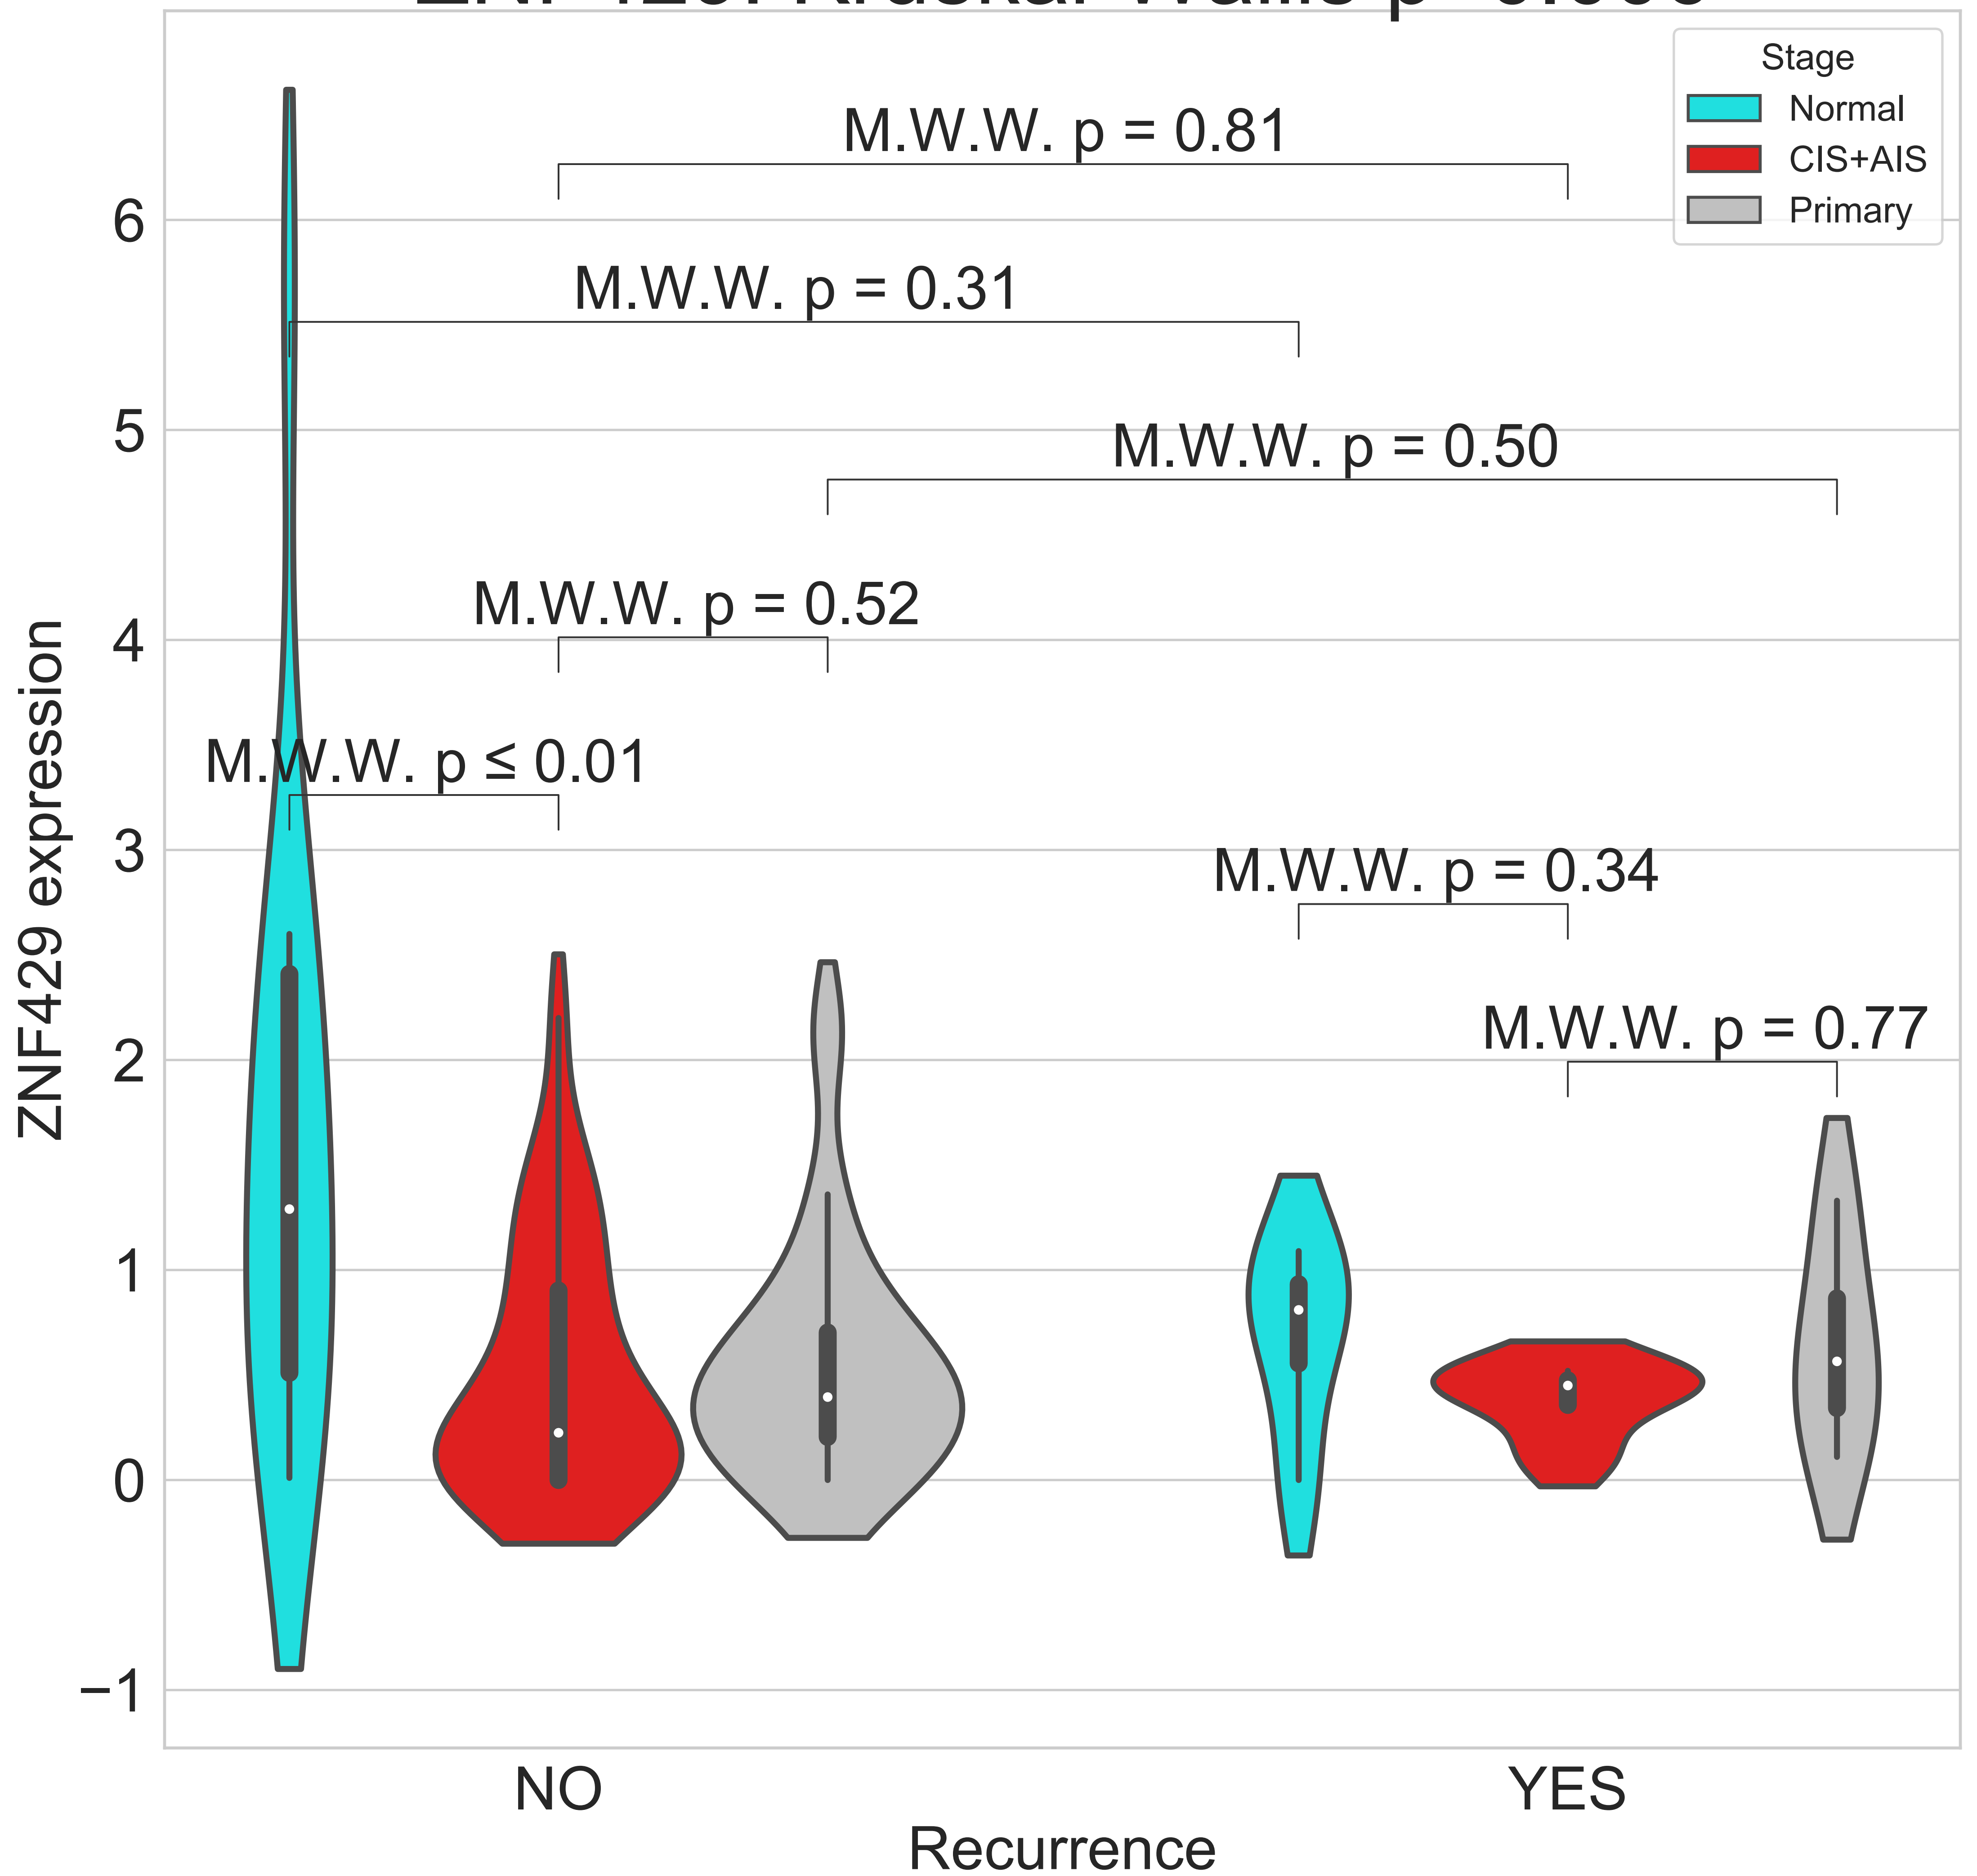 Stage
Normal
CIS+AIS
Primary
M.W.W. p = 0.81
M.W.W. p = 0.31
M.W.W. p = 0.50
M.W.W. p = 0.52
M.W.W. p ≤ 0.01
M.W.W. p = 0.34
M.W.W. p = 0.77
ZNF429 expression
6
5
4
3
2
1
0
−1
NO
YES
Recurrence